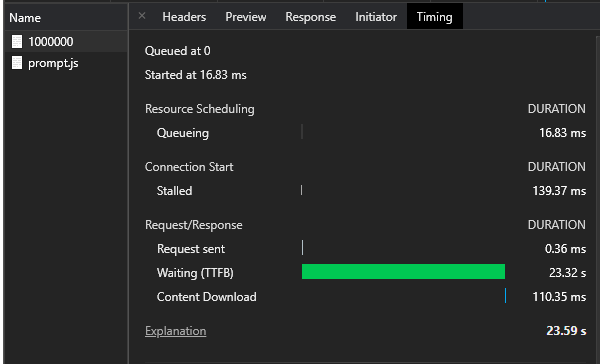 Name
× Headers Preview Response Initiator Timing
1000000
prompt.js
Queued at 0
Started at 16.83 ms
Resource Scheduling DURATION
Queueing 16.83 ms
Connection Start DURATION
Stalled 139.37 ms
Request/Response DURATION
Request sent 0.36 ms
Waiting (TTFB) 23.32 s
Content Download 110.35 ms
Explanation 23.59 s